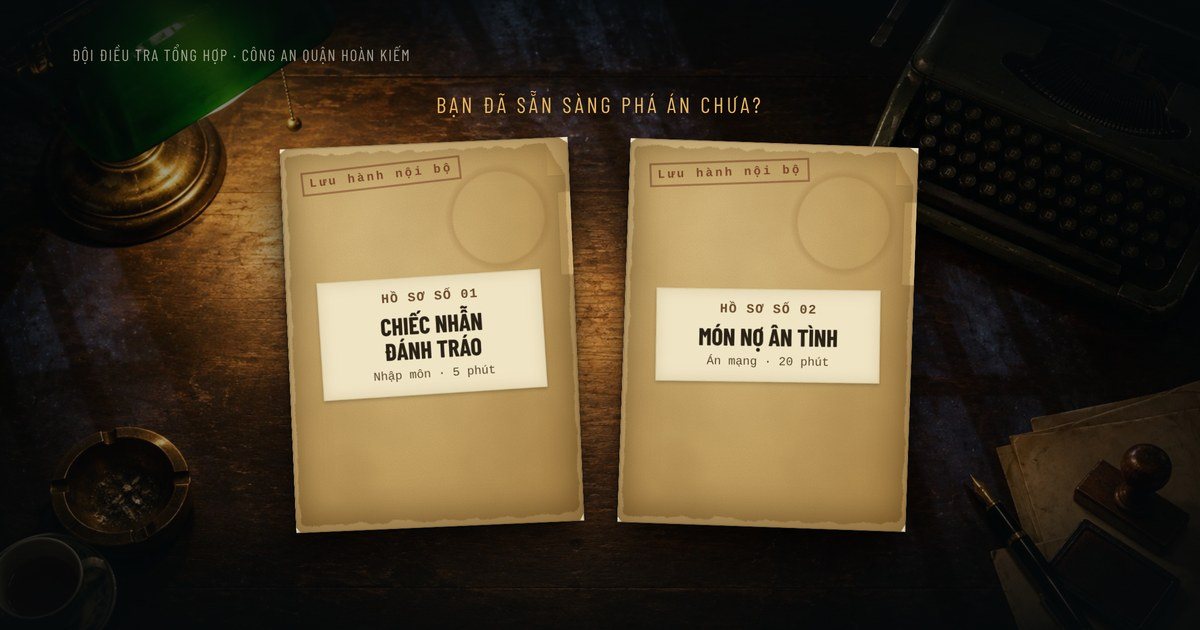 ĐỘI ĐIỀU TRA TỔNG HỢP · CÔNG AN QUẬN HOÀN KIẾM
BẠN ĐÃ SẴN SÀNG PHÁ ÁN CHƯA?
Lưu hành nội bộ
HỒ SƠ SỐ 01
CHIẾC NHẪN
ĐÁNH TRÁO
Nhập môn · 5 phút
Lưu hành nội bộ
HỒ SƠ SỐ 02
MÓN NỢ ÂN TÌNH
Án mạng · 20 phút